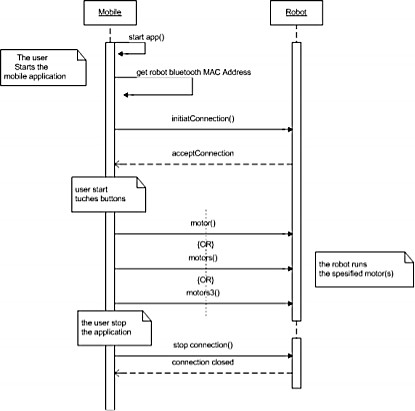 Mobile
Robot
start app()
The user
Starts the
mobile application
get robot bluetooth MAC Address
initiatConnection()
acceptConnection
user start
tuches buttons
motor()
{OR}
motors()
the robot runs
the spesified motor(s)
{OR}
motors3()
the user stop
the application
stop connection()
connection closed